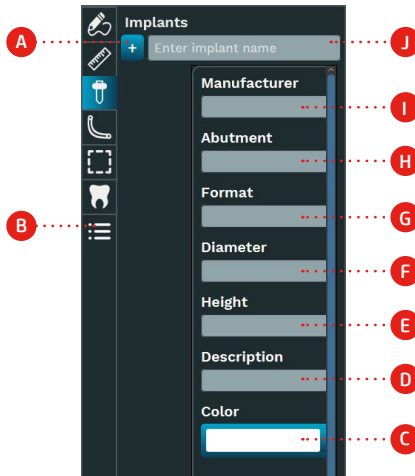 Implants
A
+ Enter implant name
J
Manufacturer
I
Abutment
H
Format
G
B
Diameter
F
Height
E
Description
D
Color
C